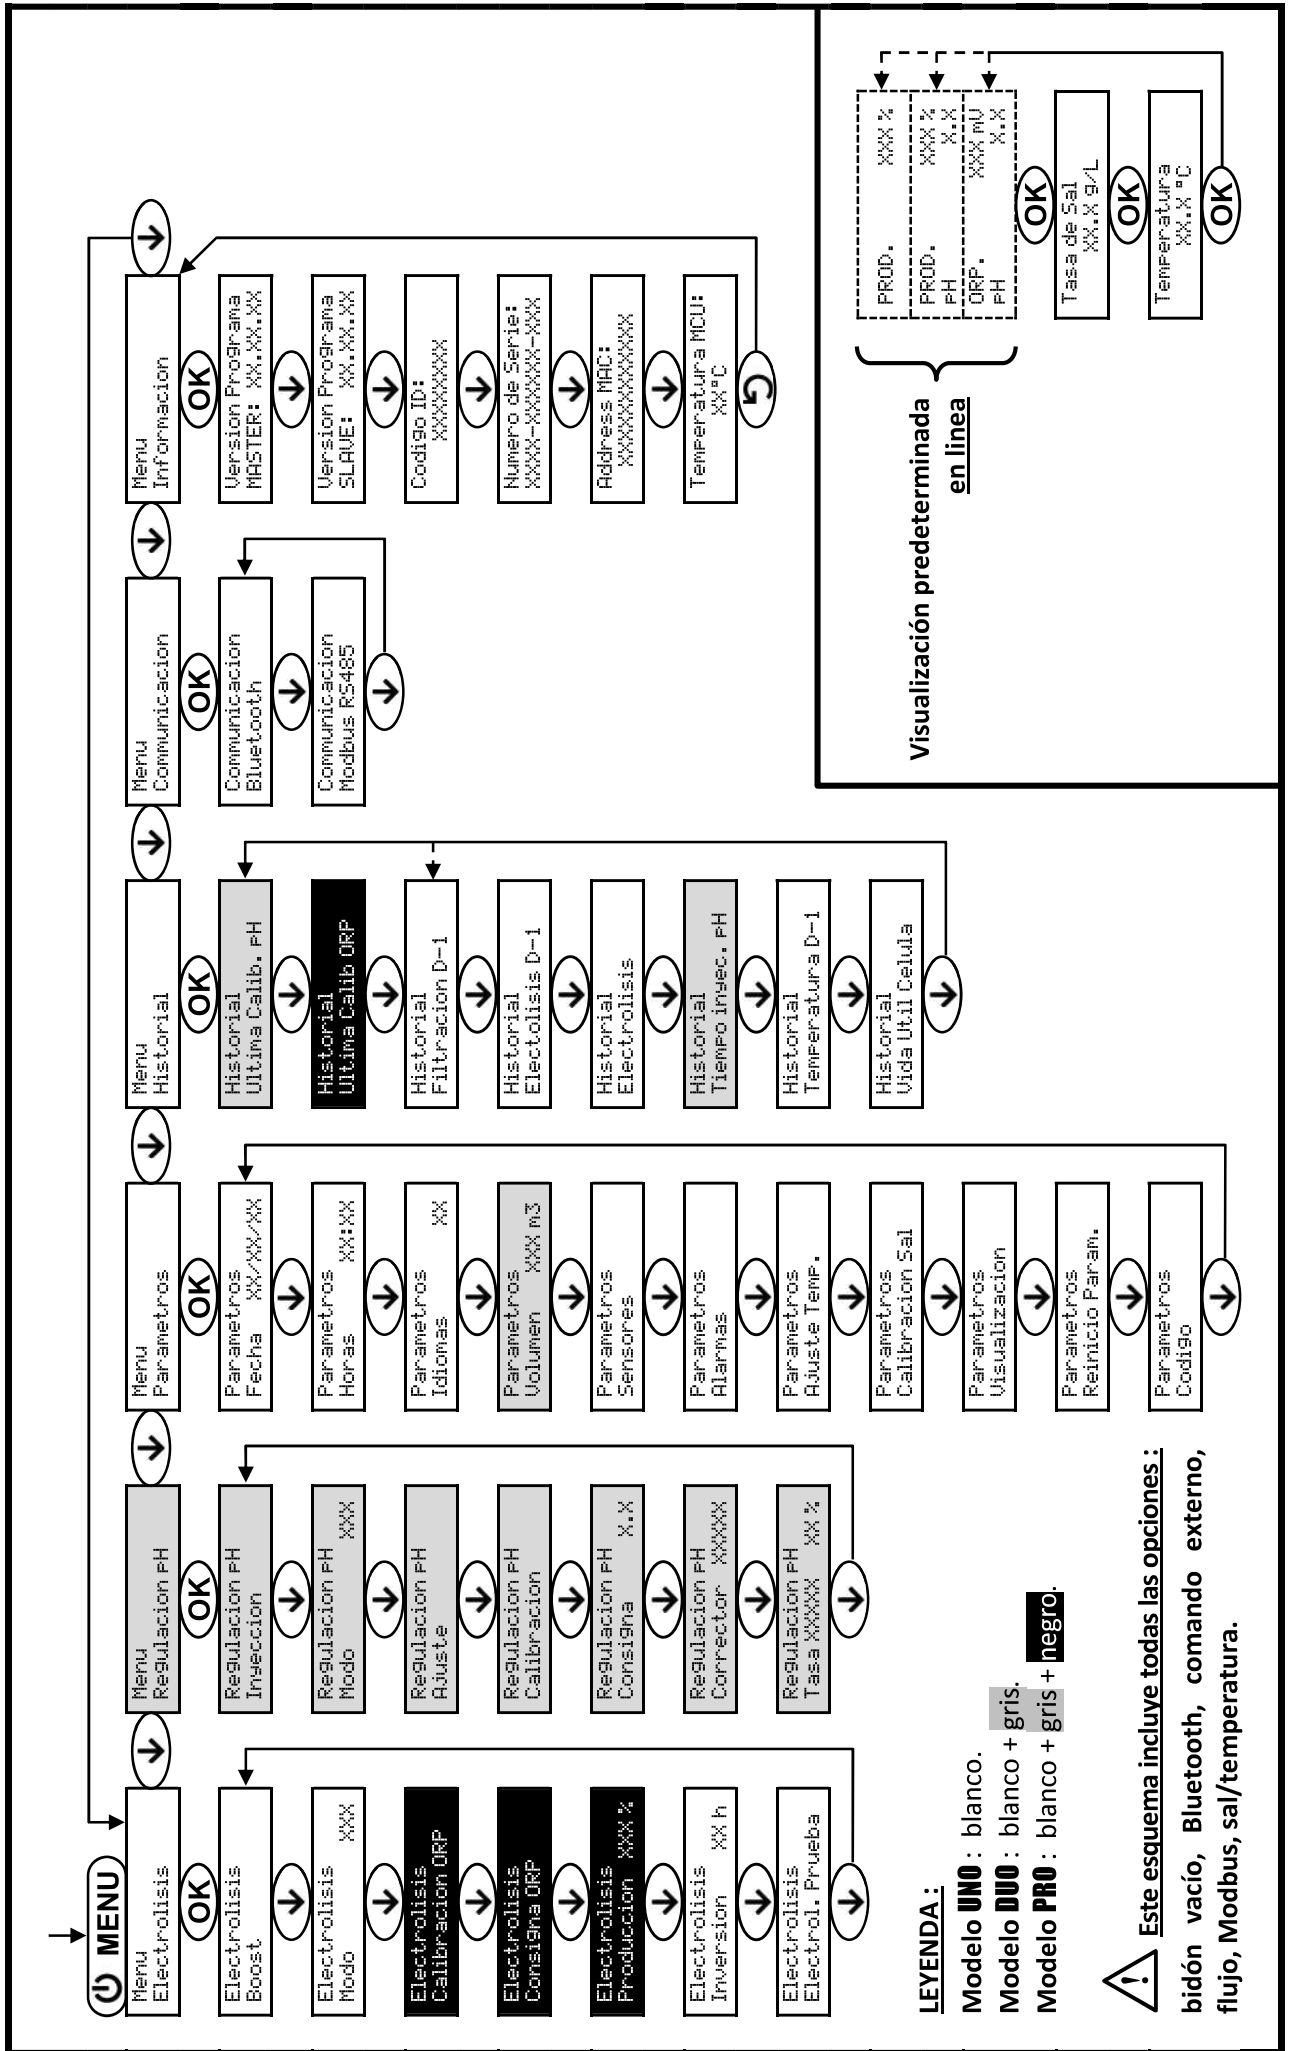 MENU
Menu
Electrolisis
OK
Electrolisis
Boost
Electrolisis
Modo XXX
Electrolisis
Calibracion ORP
Electrolisis
Consigna ORP
Electrolisis
Produccion XXX %
Electrolisis
Inversion XX h
Electrolisis
Electrol. Prueba
Menu
Regulacion pH
OK
Regulacion pH
Inyeccion
Regulacion pH
Modo XXX
Regulacion pH
Ajuste
Regulacion pH
Calibracion
Regulacion pH
Consigna X.X
Regulacion pH
Corrector XXXXX
Regulacion pH
Tasa XXXXX XX %
Menu
Parametros
OK
Parametros
Fecha XX/XX/XX
Parametros
Horas XX:XX
Parametros
Idiomas XX
Parametros
Volumen XXX m3
Parametros
Sensores
Parametros
Alarmas
Parametros
Ajuste Temp.
Parametros
Calibracion Sal
Parametros
Visualizacion
Parametros
Reinicio Param.
Parametros
Codigo
Menu
Historial
OK
Historial
Ultima Calib. pH
Historial
Ultima Calib ORP
Historial
Filtracion D-1
Historial
Electolisis D-1
Historial
Electrolisis
Historial
Tiempo inyec. pH
Historial
Temperatura D-1
Historial
Vida Util Celula
Menu
Communicacion
OK
Communicacion
Bluetooth
Communicacion
Modbus RS485
Menu
Informacion
OK
Version Programa
MASTER: XX.XX.XX
Version Programa
SLAVE: XX.XX.XX
Codigo ID:
XXXXXXXX
Numero de Serie:
XXXX-XXXXXX-XXX
Address MAC:
XXXXXXXXXXXX
Temperatura MCU:
XX°C
LEYENDA :
Modelo UNO : blanco.
Modelo DUO : blanco + gris.
Modelo PRO : blanco + gris + negro.
Este esquema incluye todas las opciones :
bidón vacío, Bluetooth, comando externo,
flujo, Modbus, sal/temperatura.
Visualización predeterminada
en linea
PROD. XXX %
PROD. XXX %
pH X.X
ORP. XXX mV
pH X.X
OK
Tasa de Sal
XX.X g/L
OK
Temperatura
XX.X °C
OK